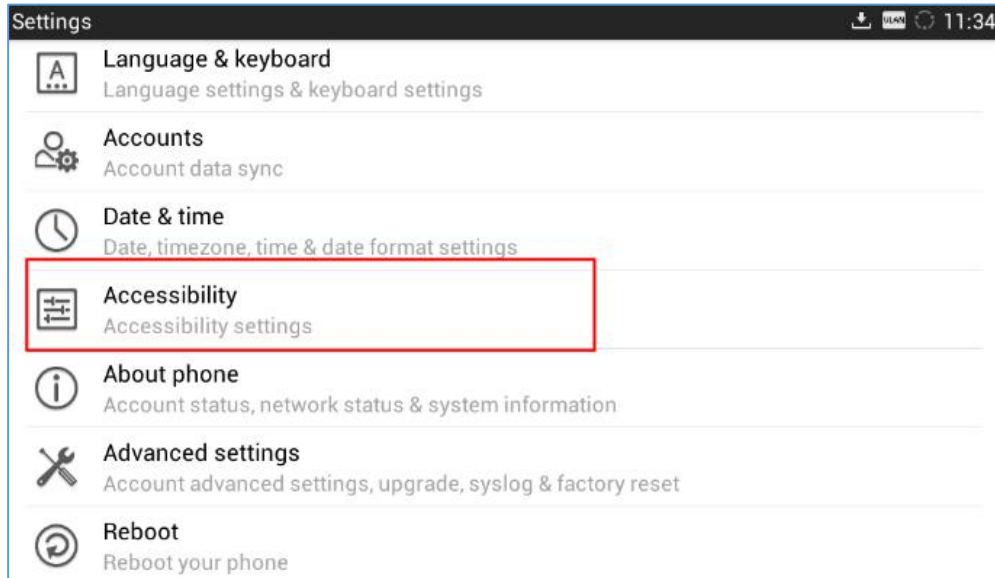 Settings
VLAN
11:34
Language & keyboard
Language settings & keyboard settings
Accounts
Account data sync
Date & time
Date, timezone, time & date format settings
Accessibility
Accessibility settings
About phone
Account status, network status & system information
Advanced settings
Account advanced settings, upgrade, syslog & factory reset
Reboot
Reboot your phone